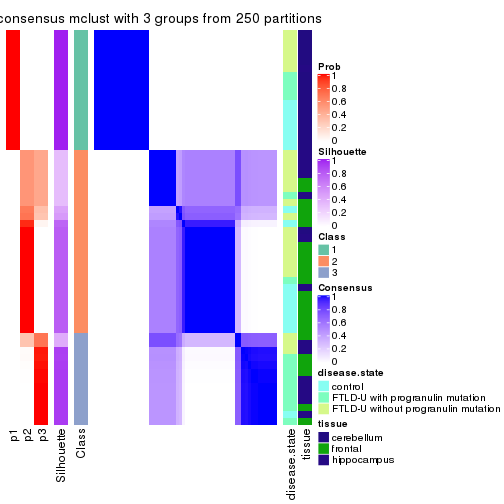 consensus mclust with 3 groups from 250 partitions
Prob
1
0.8
0.6
0.4
0.2
0
Silhouette
0.8
0.6
0.4
0.2
0
Class
1
2
3
Consensus
1
0.8
0.6
0.4
0.2
0
disease.state
control
FTLD-U with progranulin mutation
FTLD-U without progranulin mutation
tissue
cerebellum
frontal
hippocampus
p1
p2
p3
Silhouette
Class
disease.state
tissue